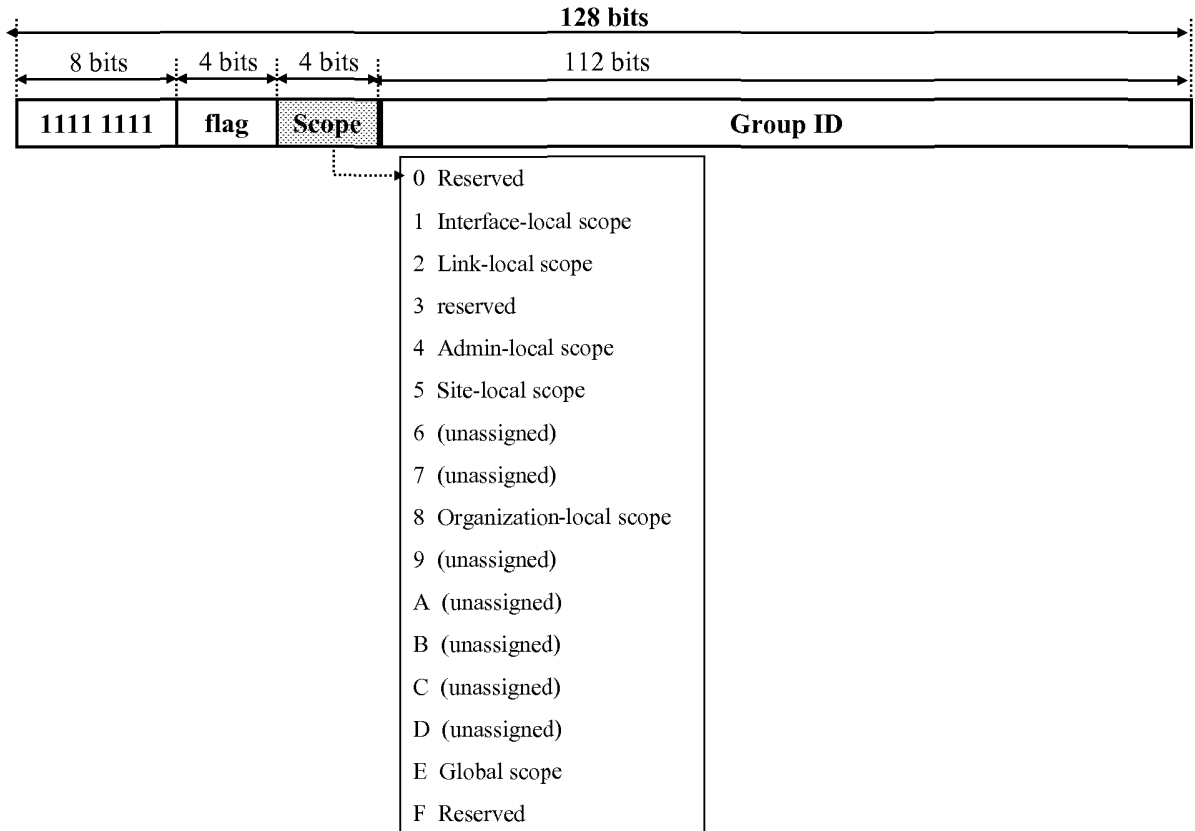 128 bits
8 bits 4 bits 4 bits 112 bits
1111 1111 flag Scope Group ID
0 Reserved
1 Interface-local scope
2 Link-local scope
3 reserved
4 Admin-local scope
5 Site-local scope
6 (unassigned)
7 (unassigned)
8 Organization-local scope
9 (unassigned)
A (unassigned)
B (unassigned)
C (unassigned)
D (unassigned)
E Global scope
F Reserved